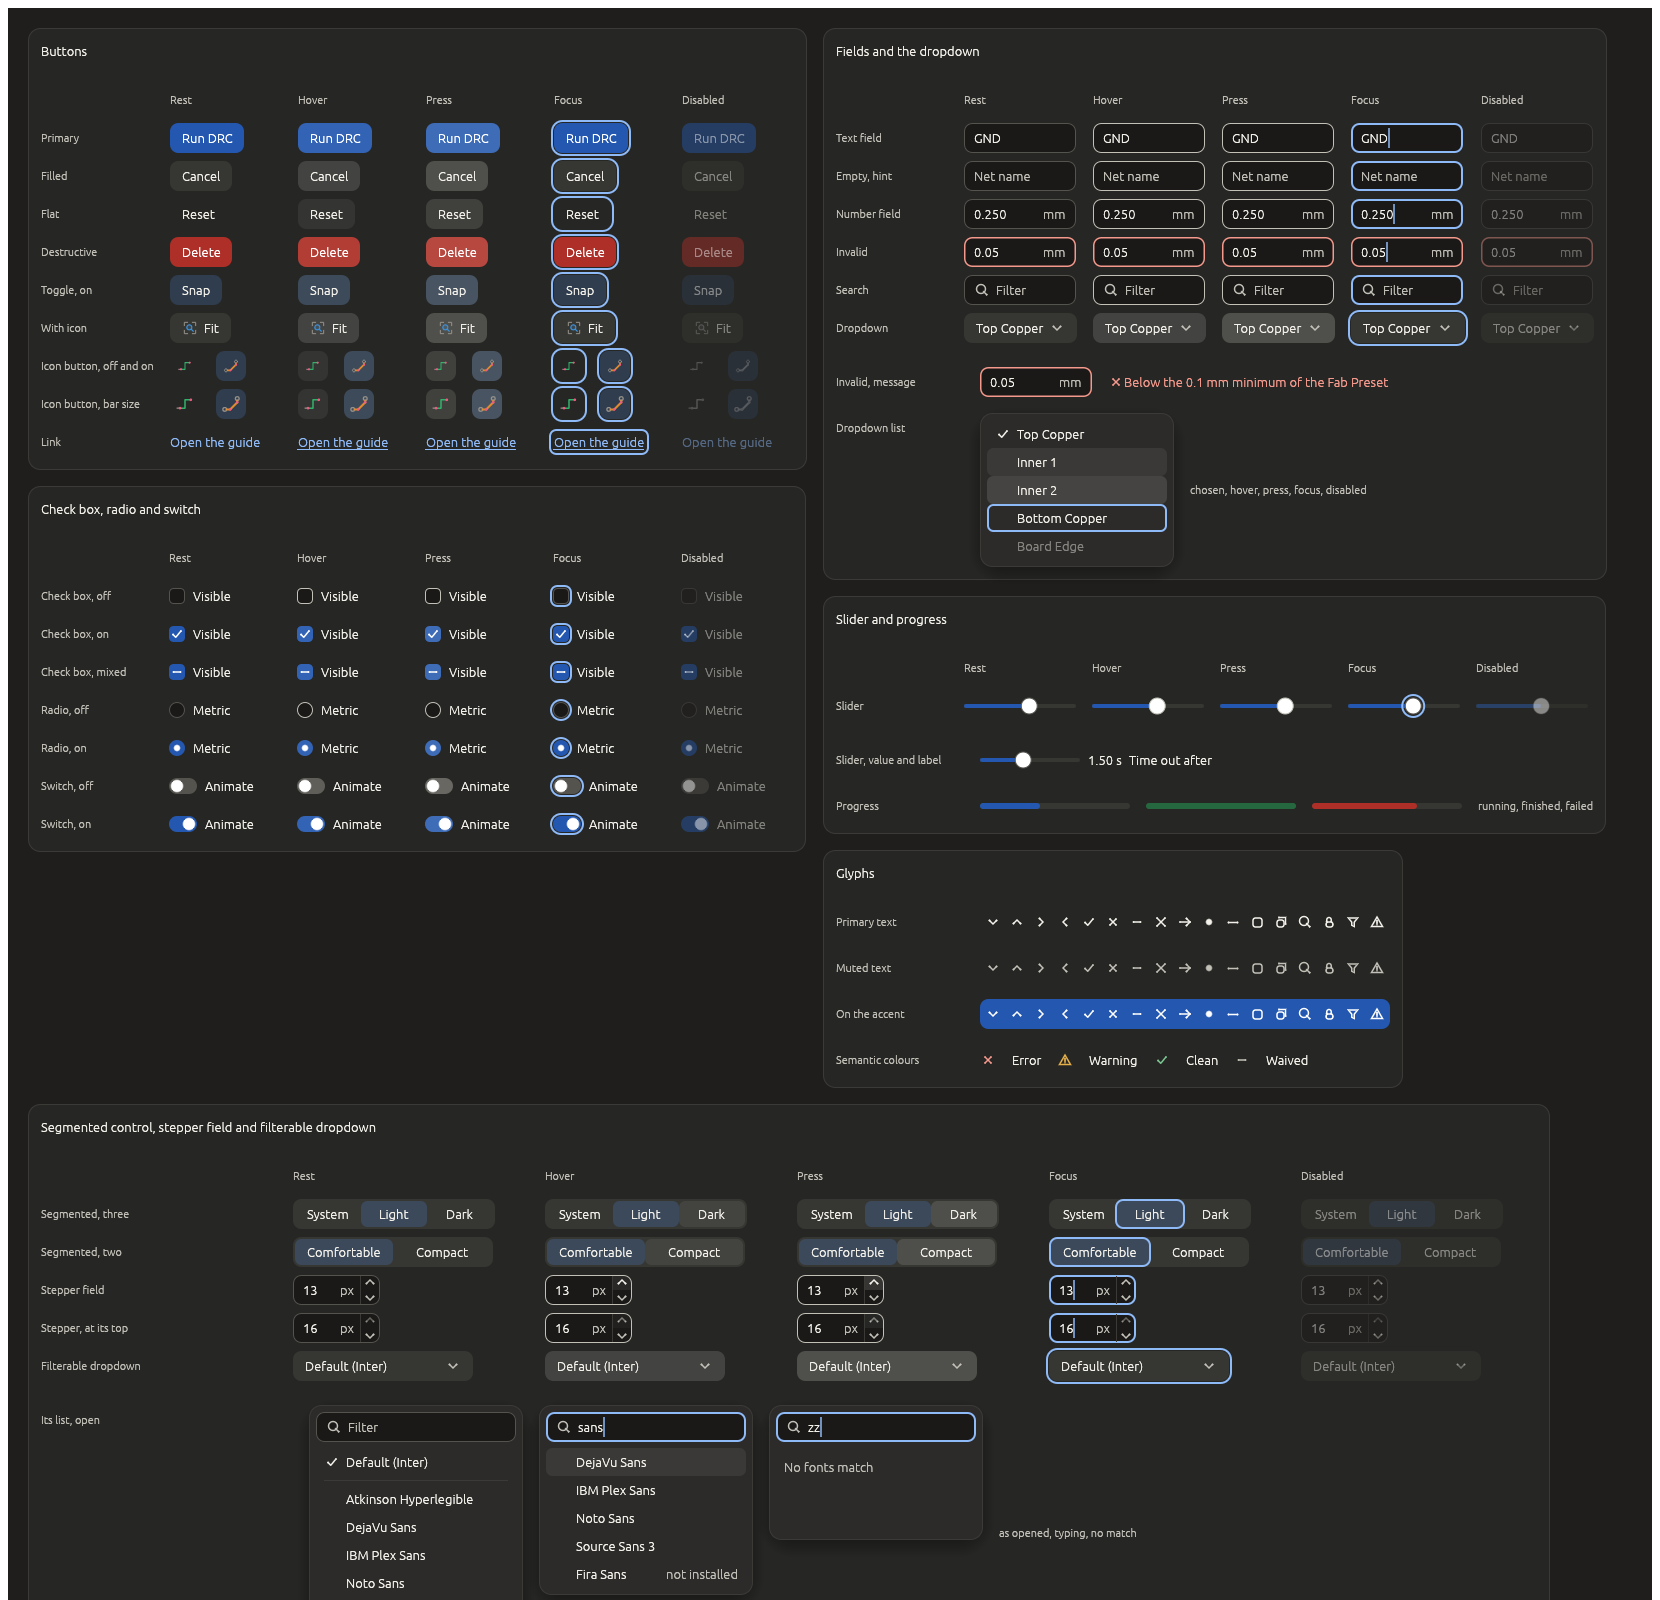 Buttons
Rest Hover Press Focus Disabled
Primary Run DRC Run DRC Run DRC Run DRC Run DRC
Filled Cancel Cancel Cancel Cancel Cancel
Flat Reset Reset Reset Reset Reset
Destructive Delete Delete Delete Delete Delete
Toggle, on Snap Snap Snap Snap Snap
With icon Fit Fit Fit Fit Fit
Icon button, off and on
Icon button, bar size
Link Open the guide Open the guide Open the guide Open the guide Open the guide
Fields and the dropdown
Rest Hover Press Focus Disabled
Text field GND GND GND GND GND
Empty, hint Net name Net name Net name Net name Net name
Number field 0.250 mm 0.250 mm 0.250 mm 0.250 mm 0.250 mm
Invalid 0.05 mm 0.05 mm 0.05 mm 0.05 mm 0.05 mm
Search Filter Filter Filter Filter Filter
Dropdown Top Copper Top Copper Top Copper Top Copper Top Copper
Invalid, message 0.05 mm Below the 0.1 mm minimum of the Fab Preset
Dropdown list Top Copper
Inner 1
Inner 2
chosen, hover, press, focus, disabled
Bottom Copper
Board Edge
Check box, radio and switch
Rest Hover Press Focus Disabled
Check box, off Visible Visible Visible Visible Visible
Check box, on Visible Visible Visible Visible Visible
Check box, mixed Visible Visible Visible Visible Visible
Radio, off Metric Metric Metric Metric Metric
Radio, on Metric Metric Metric Metric Metric
Switch, off Animate Animate Animate Animate Animate
Switch, on Animate Animate Animate Animate Animate
Slider and progress
Rest Hover Press Focus Disabled
Slider
Slider, value and label 1.50 s Time out after
Progress running, finished, failed
Glyphs
Primary text
Muted text
On the accent
Semantic colours Error Warning Clean Waived
Segmented control, stepper field and filterable dropdown
Rest Hover Press Focus Disabled
Segmented, three System Light Dark System Light Dark System Light Dark System Light Dark System Light Dark
Segmented, two Comfortable Compact Comfortable Compact Comfortable Compact Comfortable Compact Comfortable Compact
Stepper field 13 px 13 px 13 px 13 px 13 px
Stepper, at its top 16 px 16 px 16 px 16 px 16 px
Filterable dropdown Default (Inter) Default (Inter) Default (Inter) Default (Inter) Default (Inter)
Its list, open
Filter
Default (Inter)
Atkinson Hyperlegible
DejaVu Sans
IBM Plex Sans
Noto Sans
sans
DejaVu Sans
IBM Plex Sans
Noto Sans
Source Sans 3
Fira Sans not installed
zz
No fonts match
as opened, typing, no match